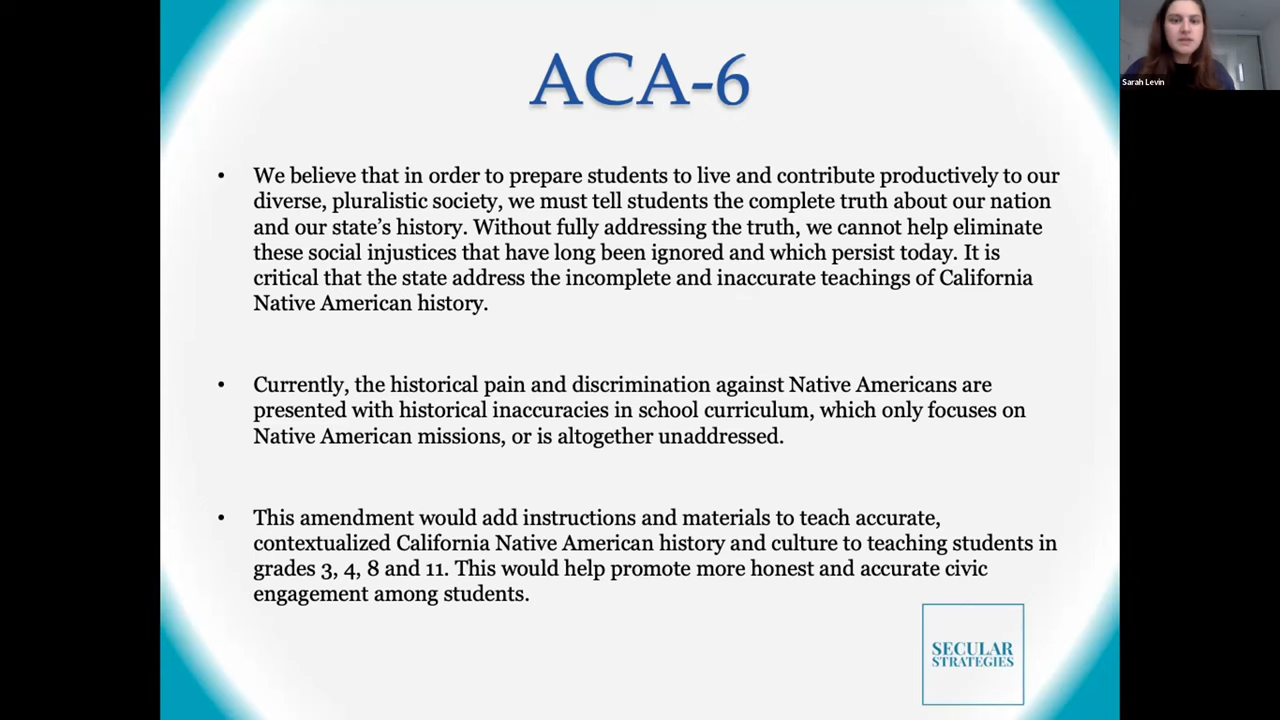 ACA-6
• We believe that in order to prepare students to live and contribute productively to our
diverse, pluralistic society, we must tell students the complete truth about our nation
and our state's history. Without fully addressing the truth, we cannot help eliminate
these social injustices that have long been ignored and which persist today. It is
critical that the state address the incomplete and inaccurate teachings of California
Native American history.
• Currently, the historical pain and discrimination against Native Americans are
presented with historical inaccuracies in school curriculum, which only focuses on
Native American missions, or is altogether unaddressed.
• This amendment would add instructions and materials to teach accurate,
contextualized California Native American history and culture to teaching students in
grades 3, 4, 8 and 11. This would help promote more honest and accurate civic
engagement among students.
SECULAR
STRATEGIES
Sarah Levin